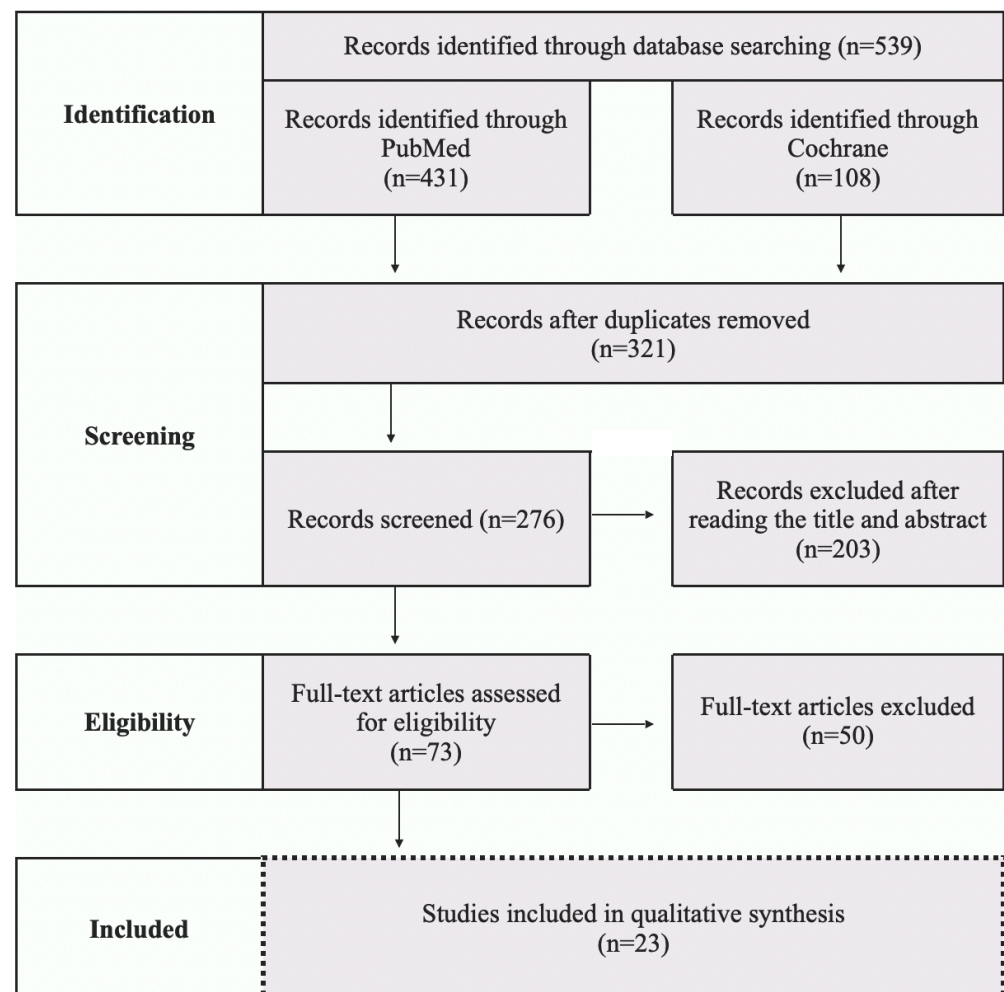 Records identified through database searching (n=539)
Identification
Records identified through
PubMed
(n=431)
Records identified through
Cochrane
(n=108)
Records after duplicates removed
(n=321)
Screening
Records screened (n=276)
Records excluded after
reading the title and abstract
(n=203)
Eligibility
Full-text articles assessed
for eligibility
(n=73)
Full-text articles excluded
(n=50)
Included
Studies included in qualitative synthesis
(n=23)